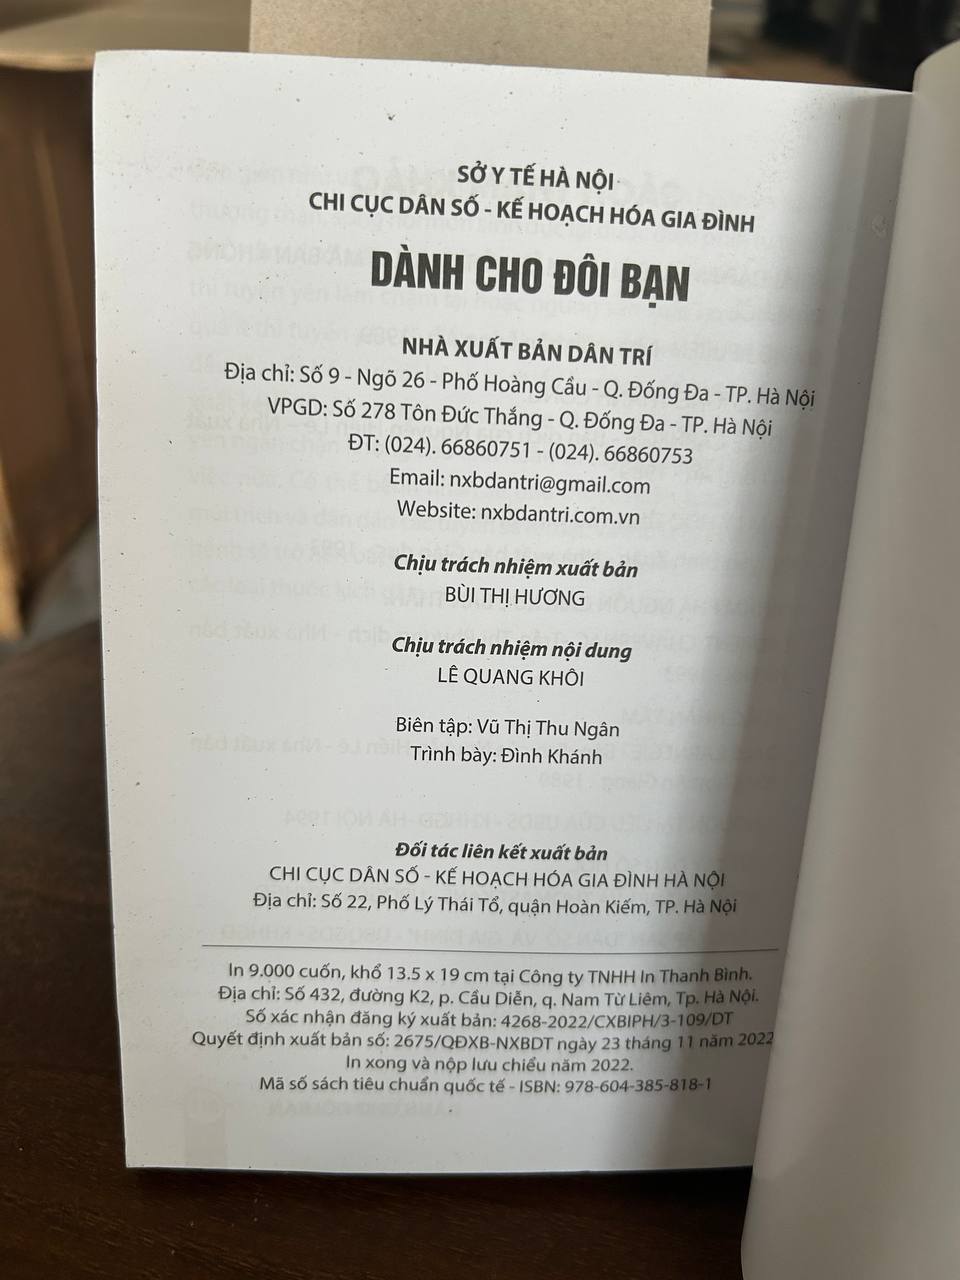 SỞ Y TẾ HÀ NỘI
CHI CỤC DÂN SỐ - KẾ HOẠCH HÓA GIA ĐÌNH
DÀNH CHO ĐÔI BẠN
NHÀ XUẤT BẢN DÂN TRÍ
Địa chỉ: Số 9 - Ngõ 26 - Phố Hoàng Cầu - Q. Đống Đa - TP. Hà Nội
VPGD: Số 278 Tôn Đức Thắng - Q. Đống Đa - TP. Hà Nội
ĐT: (024). 66860751 - (024). 66860753
Email: nxbdantri@gmail.com
Website: nxbdantri.com.vn
Chịu trách nhiệm xuất bản
BÙI THỊ HƯƠNG
Chịu trách nhiệm nội dung
LÊ QUANG KHÔI
Biên tập: Vũ Thị Thu Ngân
Trình bày: Đình Khánh
Đối tác liên kết xuất bản
CHI CỤC DÂN SỐ - KẾ HOẠCH HÓA GIA ĐÌNH HÀ NỘI
Địa chỉ: Số 22, Phố Lý Thái Tổ, quận Hoàn Kiếm, TP. Hà Nội
In 9.000 cuốn, khổ 13.5 x 19 cm tại Công ty TNHH In Thanh Bình.
Địa chỉ: Số 432, đường K2, p. Cầu Diễn, q. Nam Từ Liêm, Tp. Hà Nội.
Số xác nhận đăng ký xuất bản: 4268-2022/CXBIPH/3-109/DT
Quyết định xuất bản số: 2675/QĐXB-NXBDT ngày 23 tháng 11 năm 2022
In xong và nộp lưu chiểu năm 2022.
Mã số sách tiêu chuẩn quốc tế - ISBN: 978-604-385-818-1